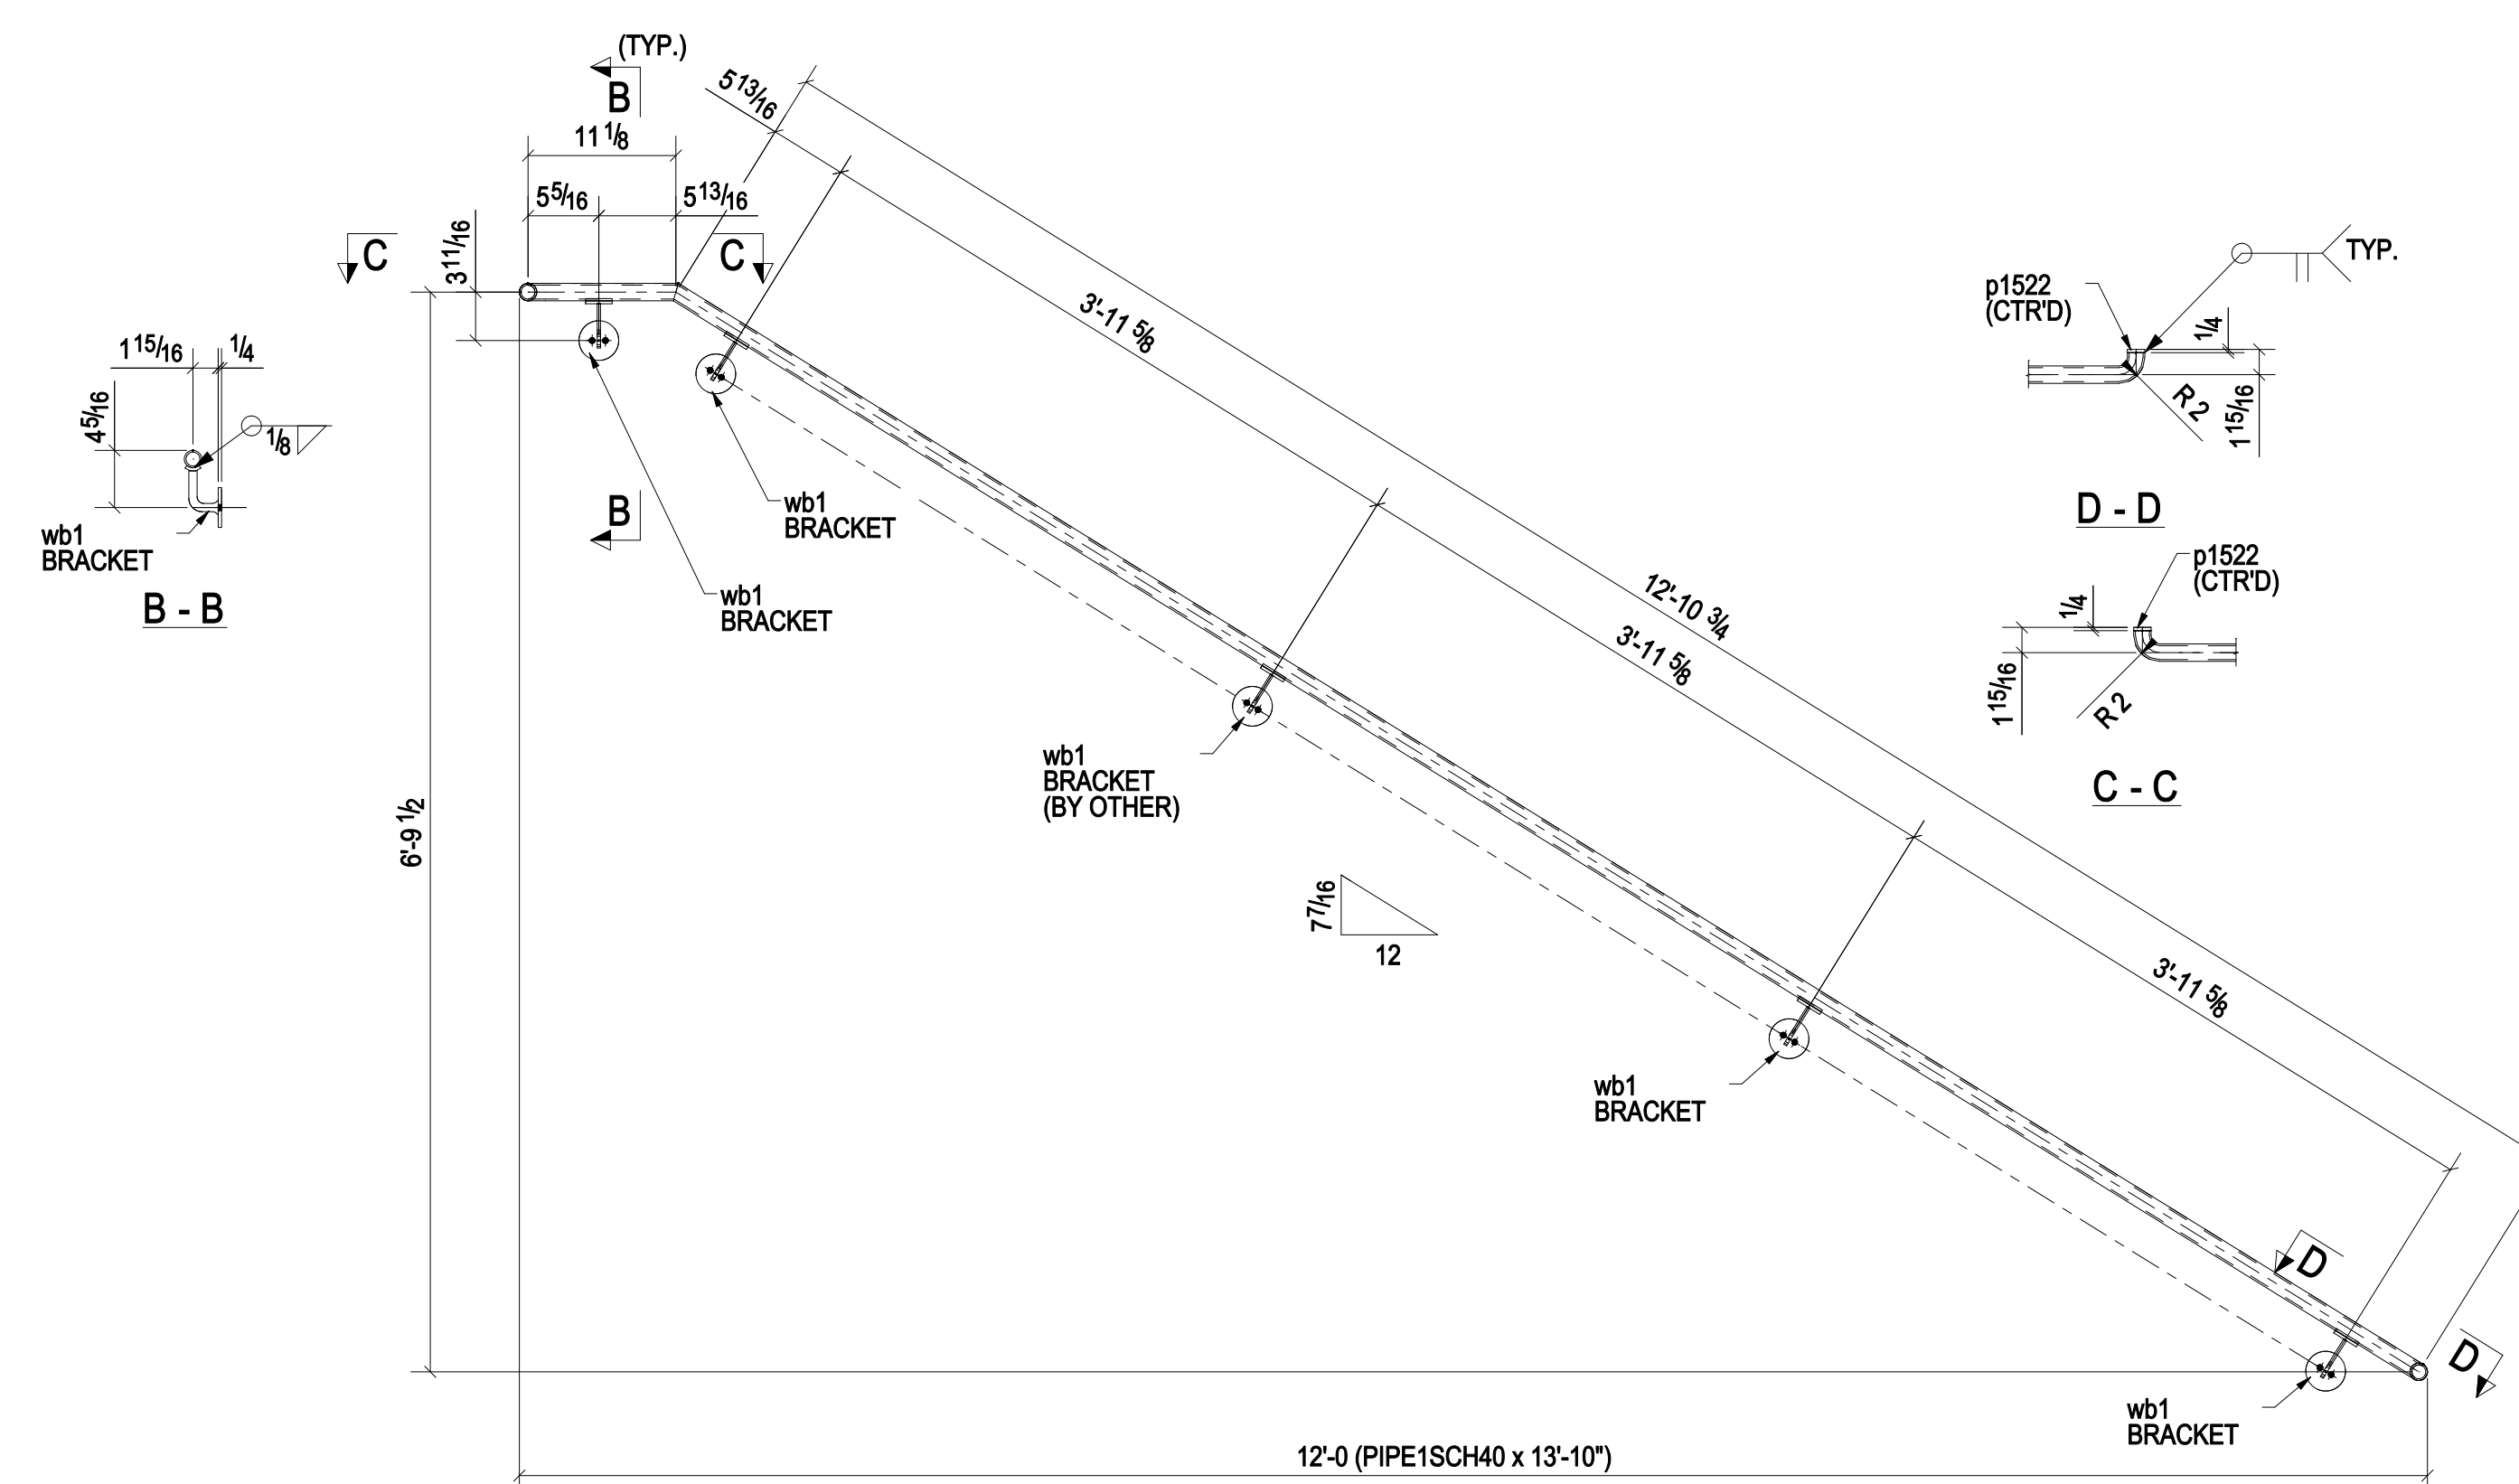 (TYP.)
B
11 1/8
5 5/16
5 13/16
3 11/16
C
C
5 13/16
3'-11 5/8
12'-10 3/4
3'-11 5/8
3'-11 5/8
1 15/16
1/4
4 5/16
1/8
wb1
BRACKET
B - B
B
wb1
BRACKET
wb1
BRACKET
wb1
BRACKET
(BY OTHER)
6'-9 1/2
7 7/16
12
wb1
BRACKET
D
D
wb1
BRACKET
12'-0 (PIPE1SCH40 x 13'-10")
TYP.
p1522
(CTR'D)
1/4
R 2
1 15/16
D - D
p1522
(CTR'D)
1/4
1 15/16
R 2
C - C